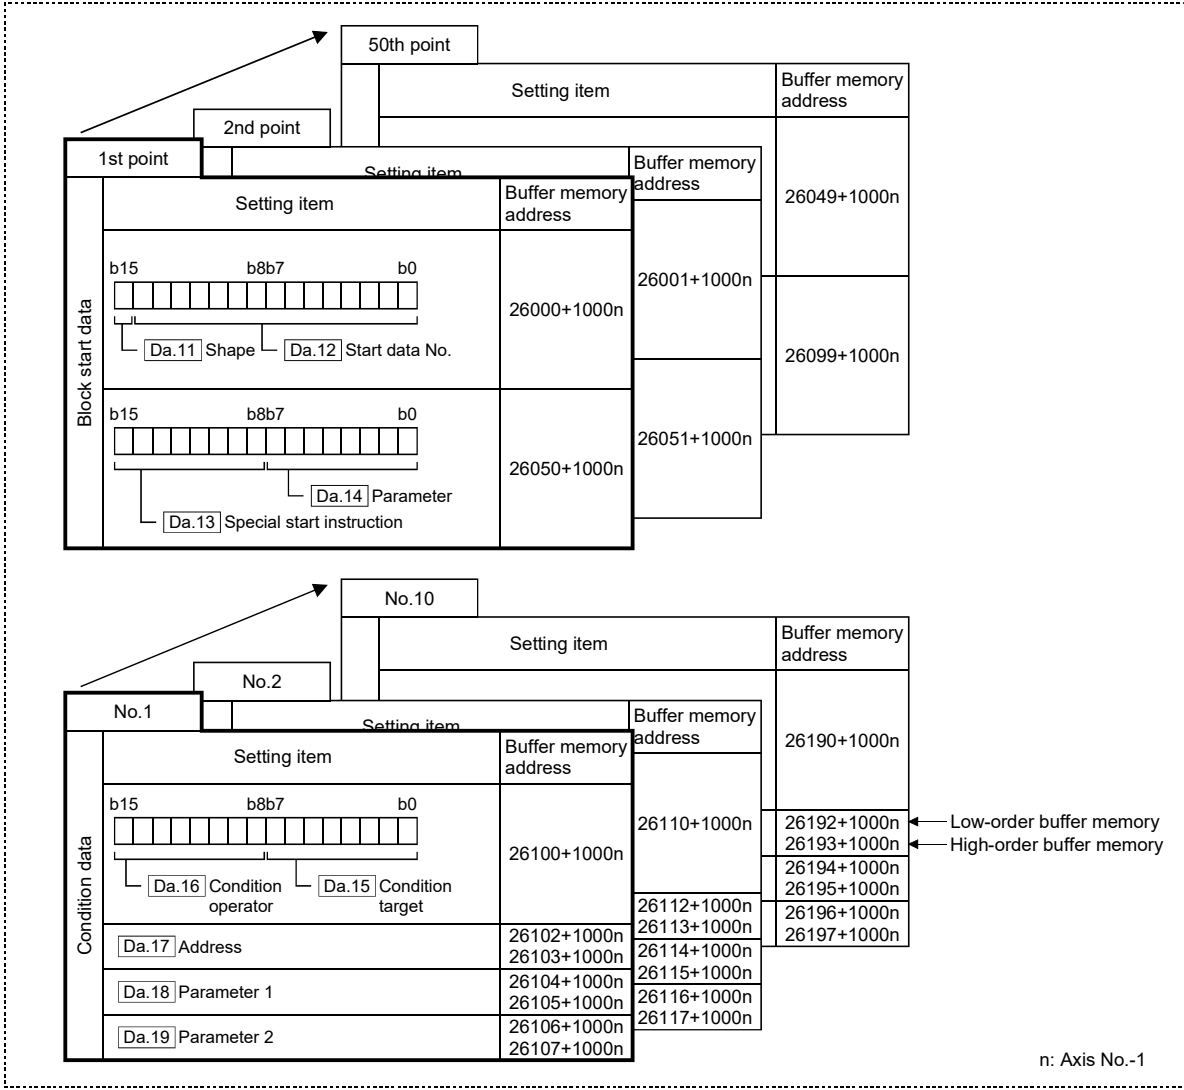 50th point
Setting item
Buffer memory
address
26049+1000n
26099+1000n
2nd point
Setting item
Buffer memory
address
26001+1000n
26051+1000n
1st point
Block start data
Setting item
Buffer memory
address
b15 b8b7 b0
Da.11 Shape Da.12 Start data No.
26000+1000n
b15 b8b7 b0
Da.14 Parameter
Da.13 Special start instruction
26050+1000n
No.10
Setting item
Buffer memory
address
26190+1000n
26192+1000n Low-order buffer memory
26193+1000n High-order buffer memory
26194+1000n
26195+1000n
26196+1000n
26197+1000n
No.2
Setting item
Buffer memory
address
26110+1000n
26112+1000n
26113+1000n
26114+1000n
26115+1000n
26116+1000n
26117+1000n
No.1
Condition data
Setting item
Buffer memory
address
b15 b8b7 b0
Da.16 Condition
operator
Da.15 Condition
target
26100+1000n
Da.17 Address
26102+1000n
26103+1000n
Da.18 Parameter 1
26104+1000n
26105+1000n
Da.19 Parameter 2
26106+1000n
26107+1000n
n: Axis No.-1